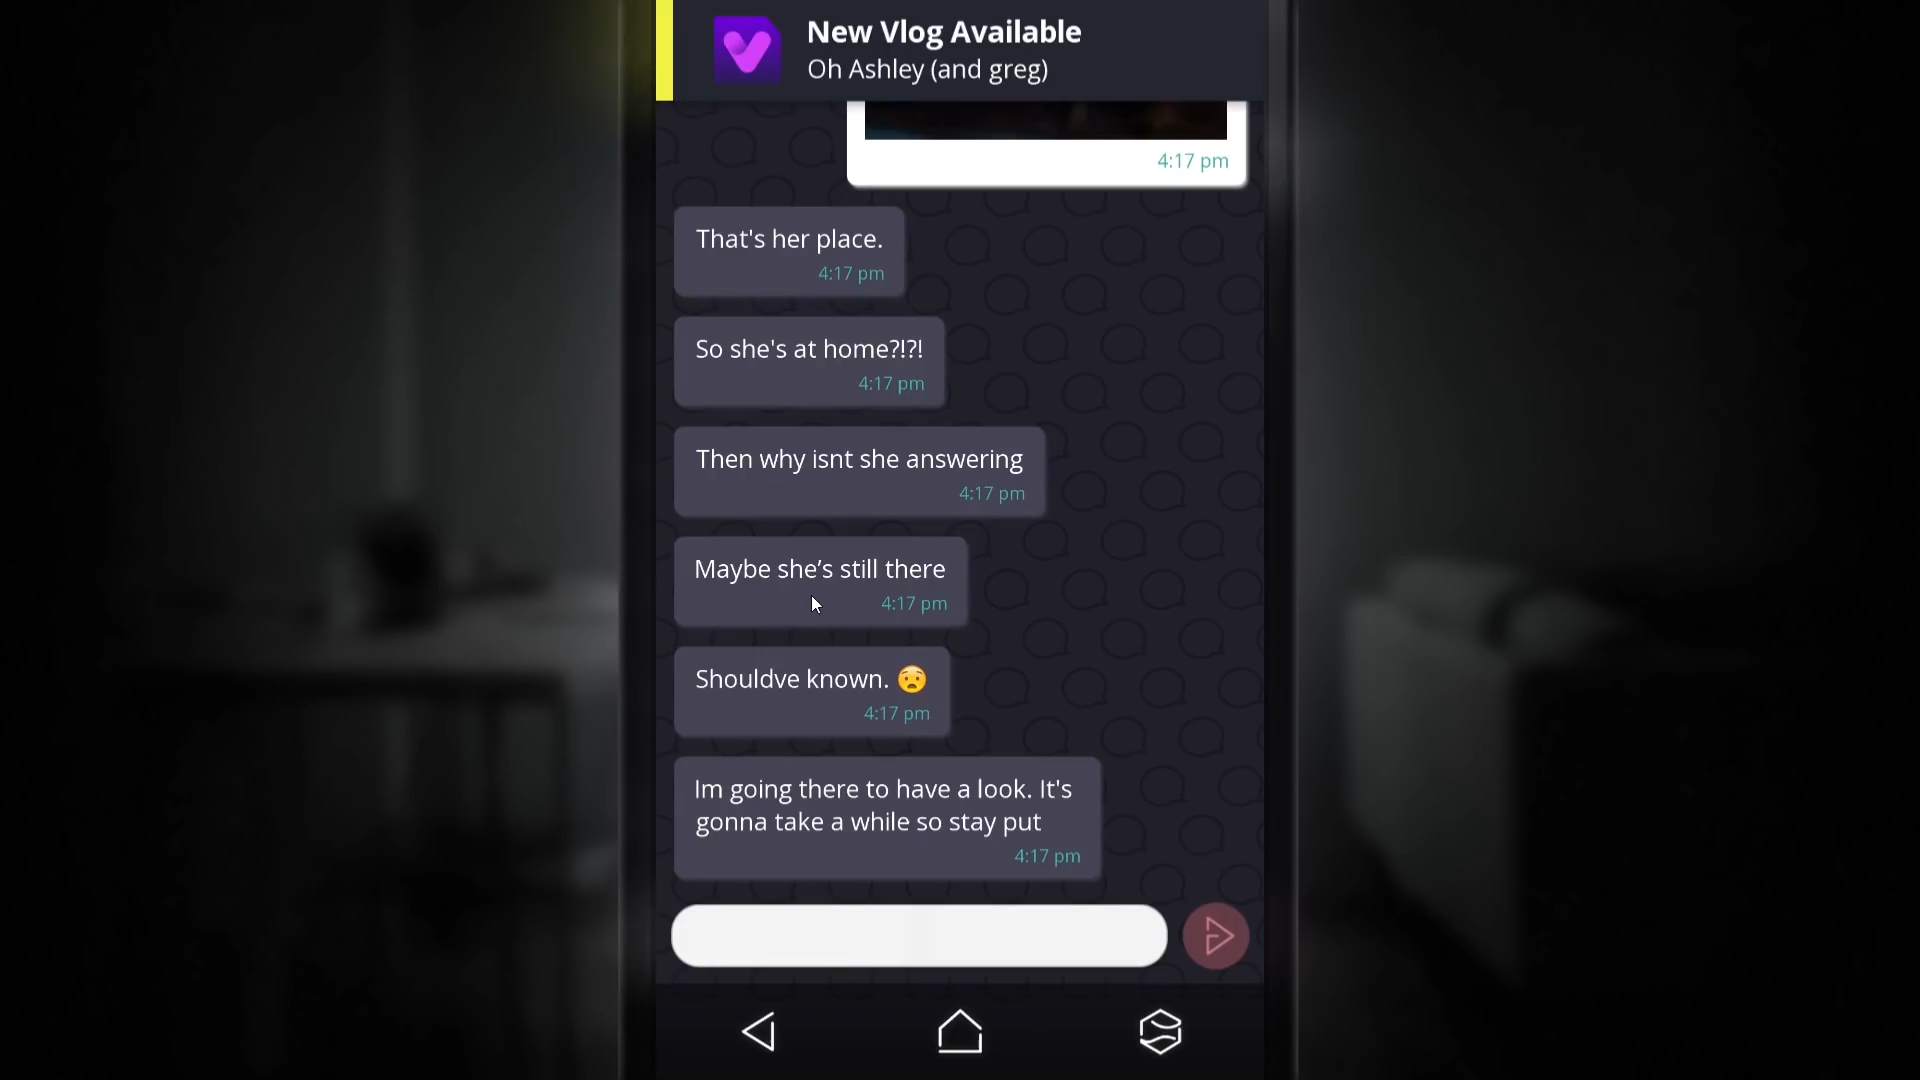 New Vlog Available
Oh Ashley (and greg)
4:17 pm
That's her place.
4:17 pm
So she's at home?!?!
4:17 pm
Then why isnt she answering
4:17 pm
Maybe she’s still there
4:17 pm
Shouldve known. 😧
4:17 pm
Im going there to have a look. It's
gonna take a while so stay put
4:17 pm